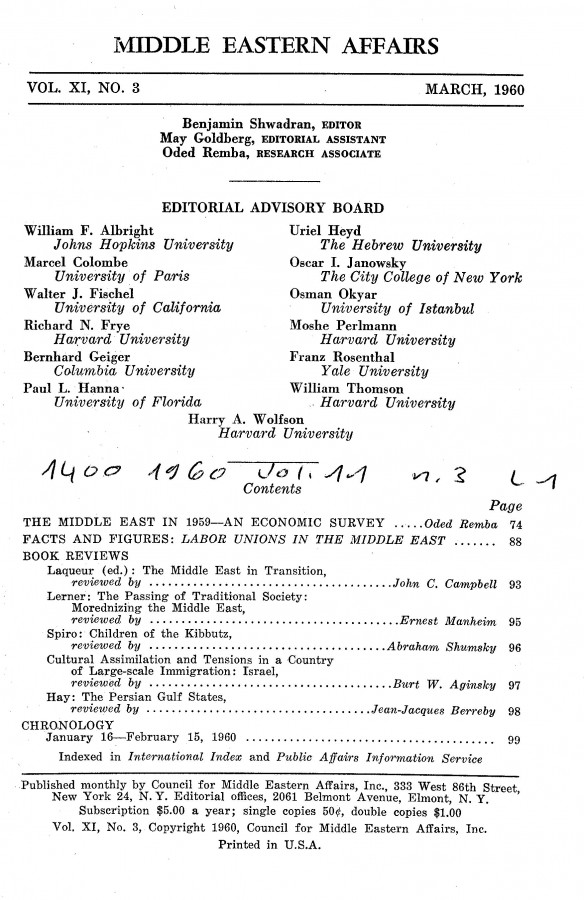 MIDDLE EASTERN AFFAIRS
VOL. XI, NO. 3 MARCH, 1960
Benjamin Shwadran, EDITOR
May Goldberg, EDITORIAL ASSISTANT
Oded Remba, RESEARCH ASSOCIATE
EDITORIAL ADVISORY BOARD
William F. Albright
Johns Hopkins University
Marcel Colombe
University of Paris
Walter J. Fischel
University of California
Richard N. Frye
Harvard University
Bernhard Geiger
Columbia University
Paul L. Hanna
University of Florida
Uriel Heyd
The Hebrew University
Oscar I. Janowsky
The City College of New York
Osman Okyar
University of Istanbul
Moshe Perlmann
Harvard University
Franz Rosenthal
Yale University
William Thomson
Harvard University
Harry A. Wolfson
Harvard University
1400 1960 Vol. 11 n. 3 L 1
Contents
Page
THE MIDDLE EAST IN 1959—AN ECONOMIC SURVEY .....Oded Remba 74
FACTS AND FIGURES: LABOR UNIONS IN THE MIDDLE EAST ....... 88
BOOK REVIEWS
Laqueur (ed.): The Middle East in Transition,
reviewed by .......................................John C. Campbell 93
Lerner: The Passing of Traditional Society:
Morednizing the Middle East,
reviewed by ........................................Ernest Manheim 95
Spiro: Children of the Kibbutz,
reviewed by ......................................Abraham Shumsky 96
Cultural Assimilation and Tensions in a Country
of Large-scale Immigration: Israel,
reviewed by .......................................Burt W. Aginsky 97
Hay: The Persian Gulf States,
reviewed by ....................................Jean-Jacques Berreby 98
CHRONOLOGY
January 16—February 15, 1960 ........................................ 99
Indexed in International Index and Public Affairs Information Service
Published monthly by Council for Middle Eastern Affairs, Inc., 333 West 86th Street,
New York 24, N. Y. Editorial offices, 2061 Belmont Avenue, Elmont, N. Y.
Subscription $5.00 a year; single copies 50¢, double copies $1.00
Vol. XI, No. 3, Copyright 1960, Council for Middle Eastern Affairs, Inc.
Printed in U.S.A.